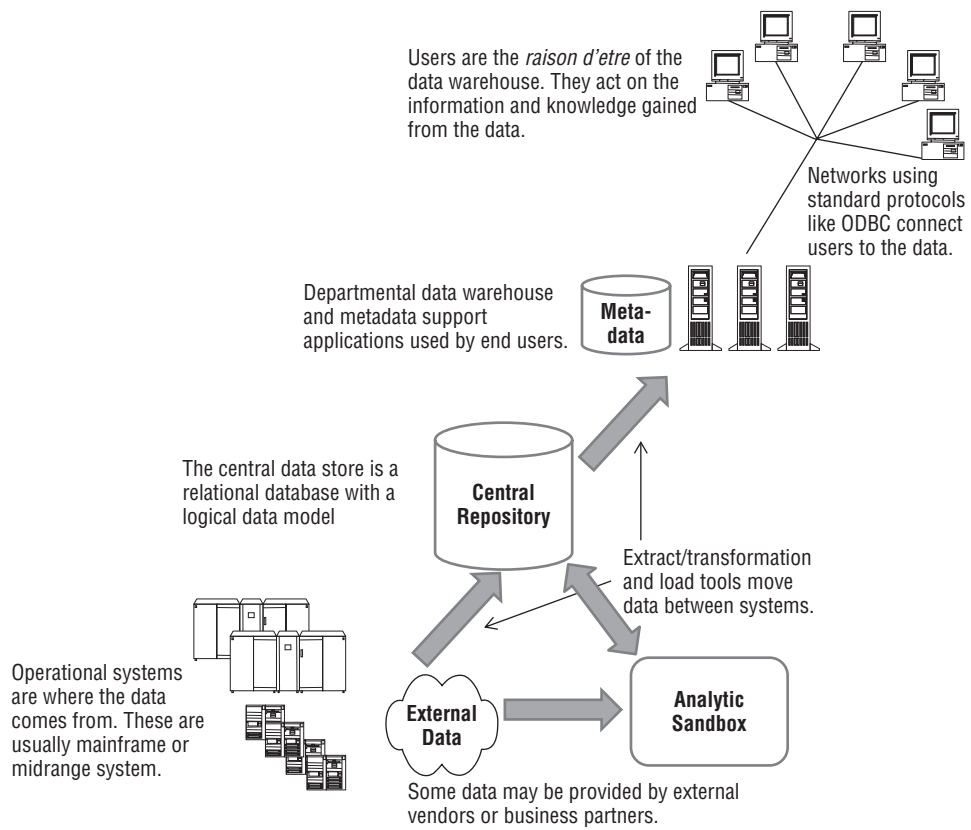 Users are the raison d'etre of the
data warehouse. They act on the
information and knowledge gained
from the data.
Networks using
standard protocols
like ODBC connect
users to the data.
Departmental data warehouse
and metadata support
applications used by end users.
Meta-
data
The central data store is a
relational database with a
logical data model
Central
Repository
Extract/transformation
and load tools move
data between systems.
Operational systems
are where the data
comes from. These are
usually mainframe or
midrange system.
External
Data
Analytic
Sandbox
Some data may be provided by external
vendors or business partners.